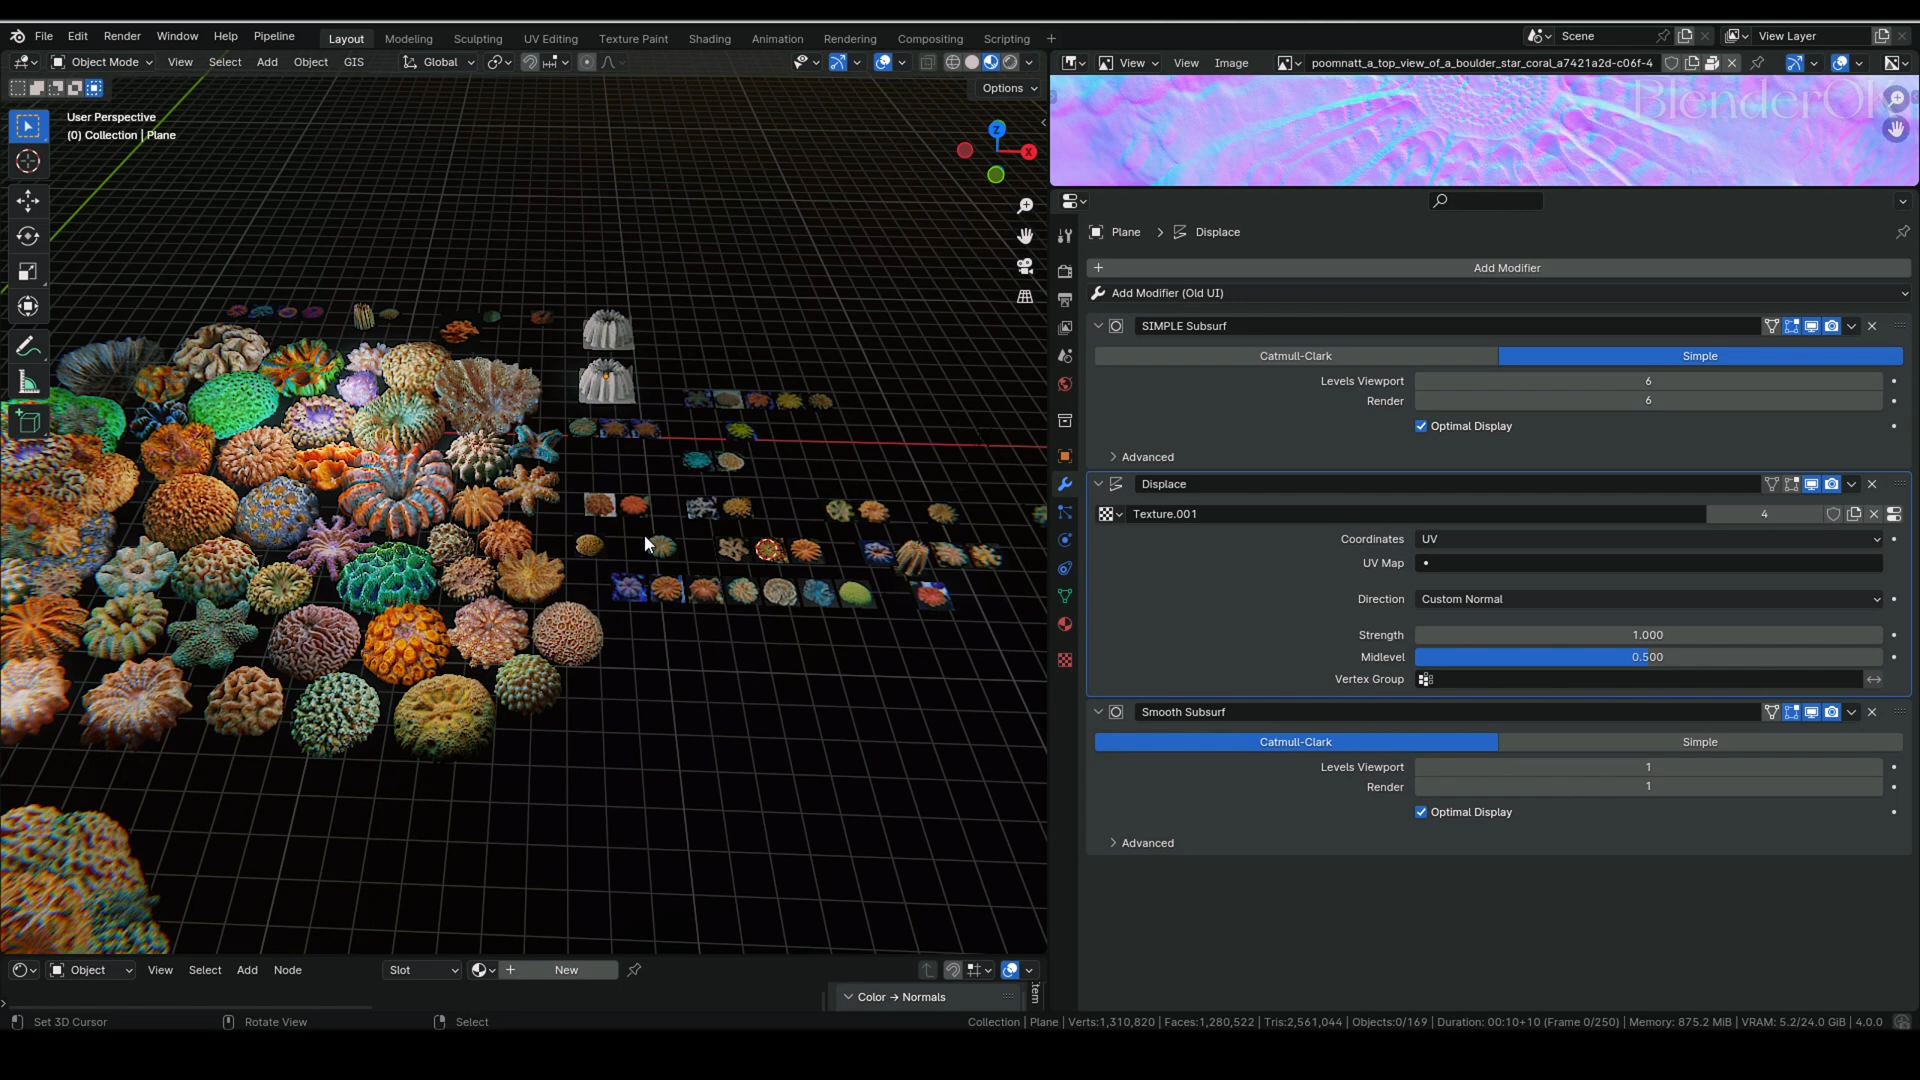 File Edit Render Window Help Pipeline Layout Modeling Sculpting UV Editing Texture Paint Shading Animation Rendering Compositing Scripting + Scene View Layer
Object Mode View Select Add Object GIS Global
View View Image poomnatt_a_top_view_of_a_boulder_star_coral_a7421a2d-c06f-4
Options
User Perspective
(0) Collection | Plane
Z
X
Plane > Displace
+ Add Modifier
Add Modifier (Old UI)
SIMPLE Subsurf
Catmull-Clark Simple
Levels Viewport 6
Render 6
Optimal Display
Advanced
Displace
Texture.001 4
Coordinates UV
UV Map
Direction Custom Normal
Strength 1.000
Midlevel 0.500
Vertex Group
Smooth Subsurf
Catmull-Clark Simple
Levels Viewport 1
Render 1
Optimal Display
Advanced
Object View Select Add Node Slot + New
Color → Normals
Set 3D Cursor Rotate View Select
Collection | Plane | Verts:1,310,820 | Faces:1,280,522 | Tris:2,561,044 | Objects:0/169 | Duration: 00:10+10 (Frame 0/250) | Memory: 875.2 MiB | VRAM: 5.2/24.0 GiB | 4.0.0